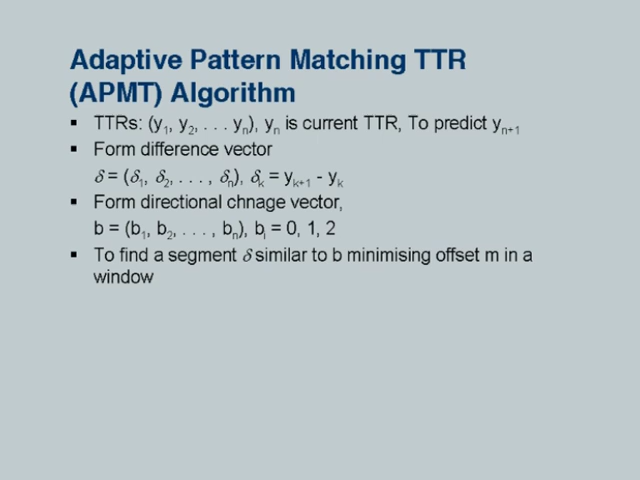 Adaptive Pattern Matching TTR
(APMT) Algorithm
▪ TTRs: (y₁, y₂, . . . yₙ), yₙ is current TTR, To predict yₙ₊₁
▪ Form difference vector
δ = (δ₁, δ₂, . . . , δₙ), δₖ = yₖ₊₁ - yₖ
▪ Form directional chnage vector,
b = (b₁, b₂, . . . , bₙ), bᵢ = 0, 1, 2
▪ To find a segment δ similar to b minimising offset m in a
window